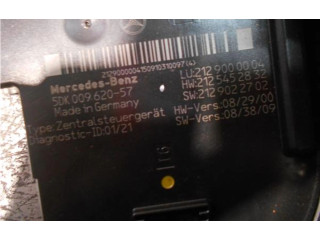 2129000004150910310097(4)
Mercedes-Benz
5DK 009 620-57
Made in Germany
Type: Zentralsteuergerät
Diagnostic-ID:01/21
LU:212 900 00 04
HW:212 545 28 32
SW:212 902 27 02
HW-Vers:08/29/00
SW-Vers:08/38/09